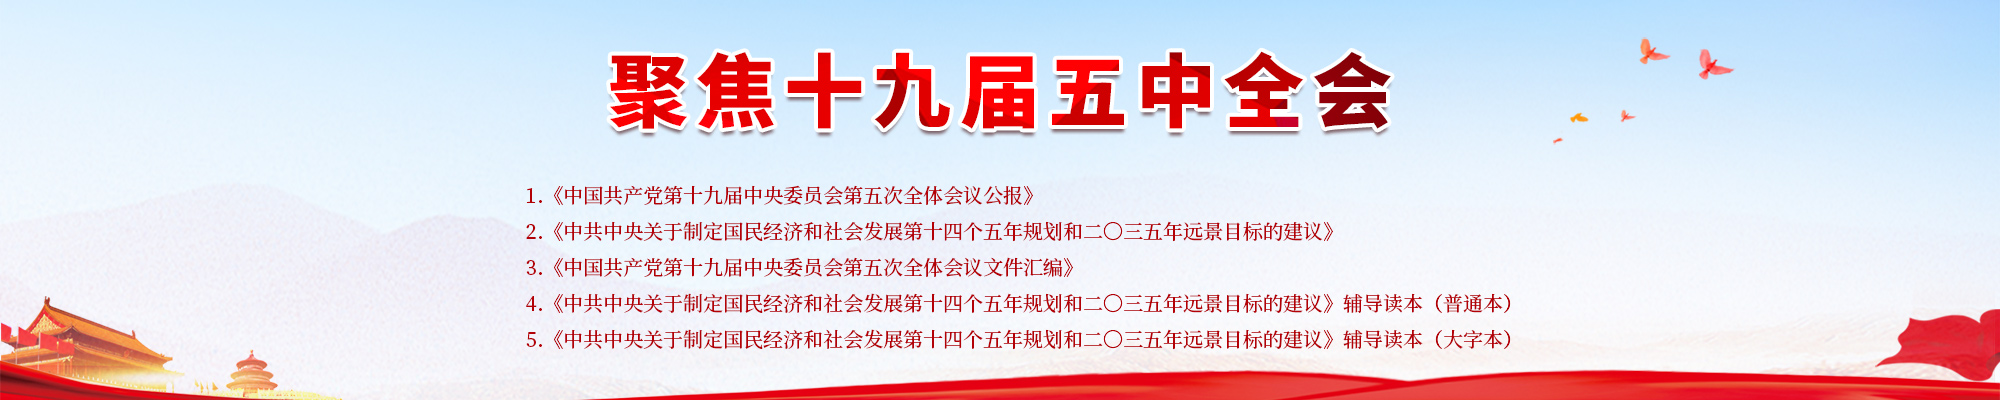 聚焦十九届五中全会
1.《中国共产党第十九届中央委员会第五次全体会议公报》
2.《中共中央关于制定国民经济和社会发展第十四个五年规划和二〇三五年远景目标的建议》
3.《中国共产党第十九届中央委员会第五次全体会议文件汇编》
4.《中共中央关于制定国民经济和社会发展第十四个五年规划和二〇三五年远景目标的建议》辅导读本（普通本）
5.《中共中央关于制定国民经济和社会发展第十四个五年规划和二〇三五年远景目标的建议》辅导读本（大字本）